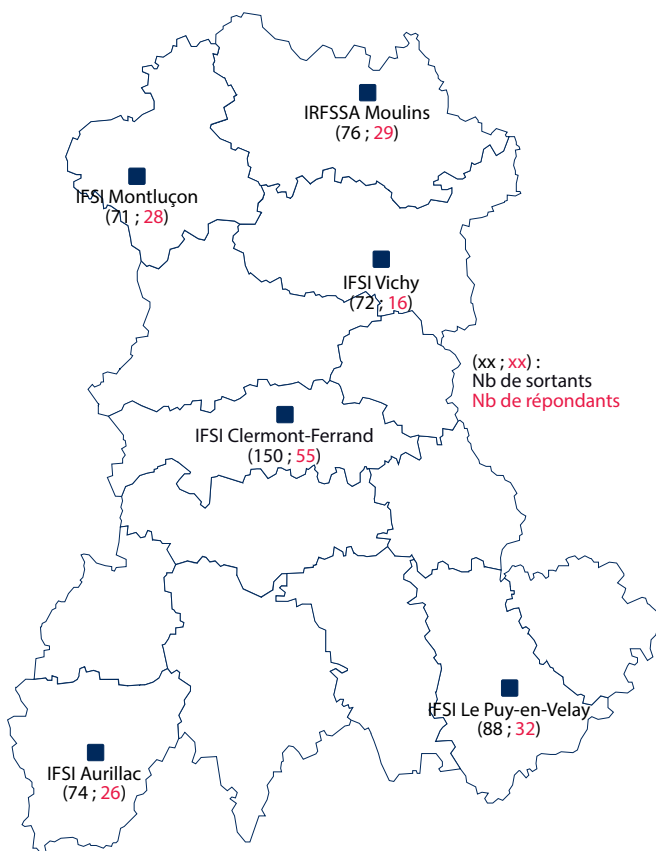 IRFSSA Moulins
(76 ; 29)
IFSI Montluçon
(71 ; 28)
IFSI Vichy
(72 ; 16)
(xx ; xx) :
Nb de sortants
Nb de répondants
IFSI Clermont-Ferrand
(150 ; 55)
IFSI Le Puy-en-Velay
(88 ; 32)
IFSI Aurillac
(74 ; 26)